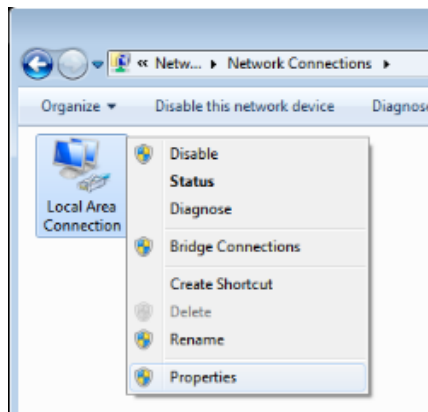 « Netw... ▸ Network Connections ▸
Organize ▾ Disable this network device Diagnose
Local Area
Connection
Disable
Status
Diagnose
Bridge Connections
Create Shortcut
Delete
Rename
Properties